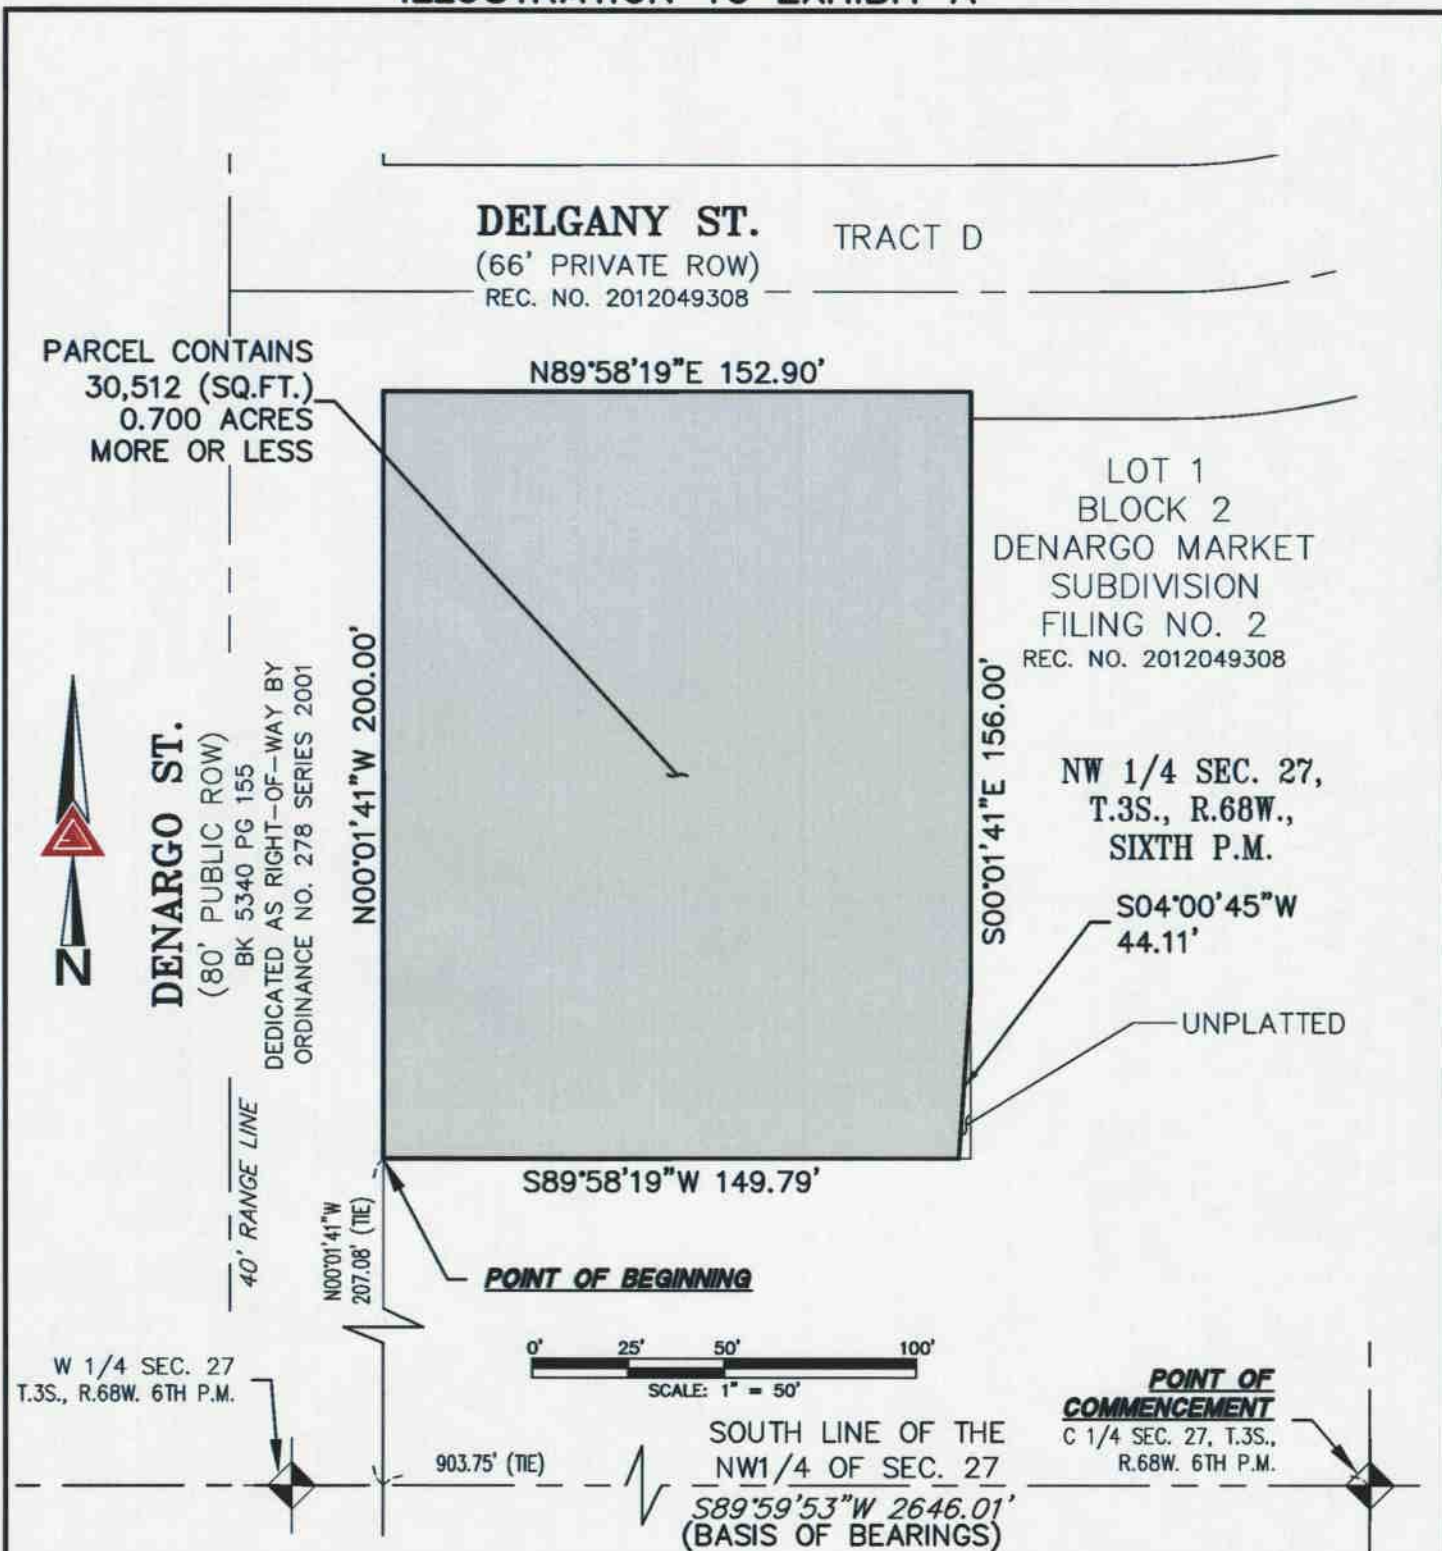 DELGANY ST.
(66' PRIVATE ROW)
REC. NO. 2012049308
TRACT D
PARCEL CONTAINS
30,512 (SQ.FT.)
0.700 ACRES
MORE OR LESS
N89°58'19"E 152.90'
LOT 1
BLOCK 2
DENARGO MARKET
SUBDIVISION
FILING NO. 2
REC. NO. 2012049308
N00°01'41"W 200.00'
S00°01'41"E 156.00'
DENARGO ST.
(80' PUBLIC ROW)
BK 5340 PG 155
DEDICATED AS RIGHT-OF-WAY BY
ORDINANCE NO. 278 SERIES 2001
N
NW 1/4 SEC. 27,
T.3S., R.68W.,
SIXTH P.M.
S04°00'45"W
44.11'
UNPLATTED
40' RANGE LINE
S89°58'19"W 149.79'
N00°01'41"W
207.08' (TIE)
POINT OF BEGINNING
0' 25' 50' 100'
SCALE: 1" = 50'
W 1/4 SEC. 27
T.3S., R.68W. 6TH P.M.
903.75' (TIE)
SOUTH LINE OF THE
NW1/4 OF SEC. 27
S89°59'53"W 2646.01'
(BASIS OF BEARINGS)
POINT OF
COMMENCEMENT
C 1/4 SEC. 27, T.3S.,
R.68W. 6TH P.M.